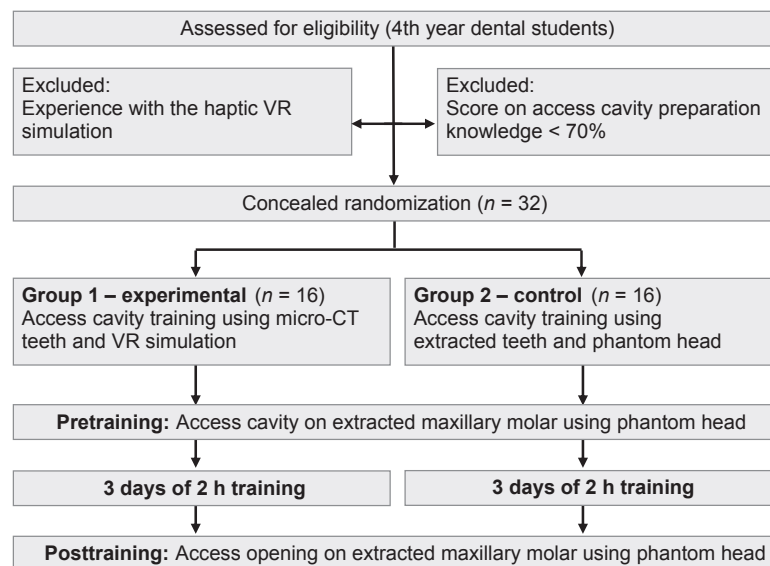 Assessed for eligibility (4th year dental students)
Excluded:
Experience with the haptic VR
simulation
Excluded:
Score on access cavity preparation
knowledge < 70%
Concealed randomization (n = 32)
Group 1 – experimental (n = 16)
Access cavity training using micro-CT
teeth and VR simulation
Group 2 – control (n = 16)
Access cavity training using
extracted teeth and phantom head
Pretraining: Access cavity on extracted maxillary molar using phantom head
3 days of 2 h training
3 days of 2 h training
Posttraining: Access opening on extracted maxillary molar using phantom head